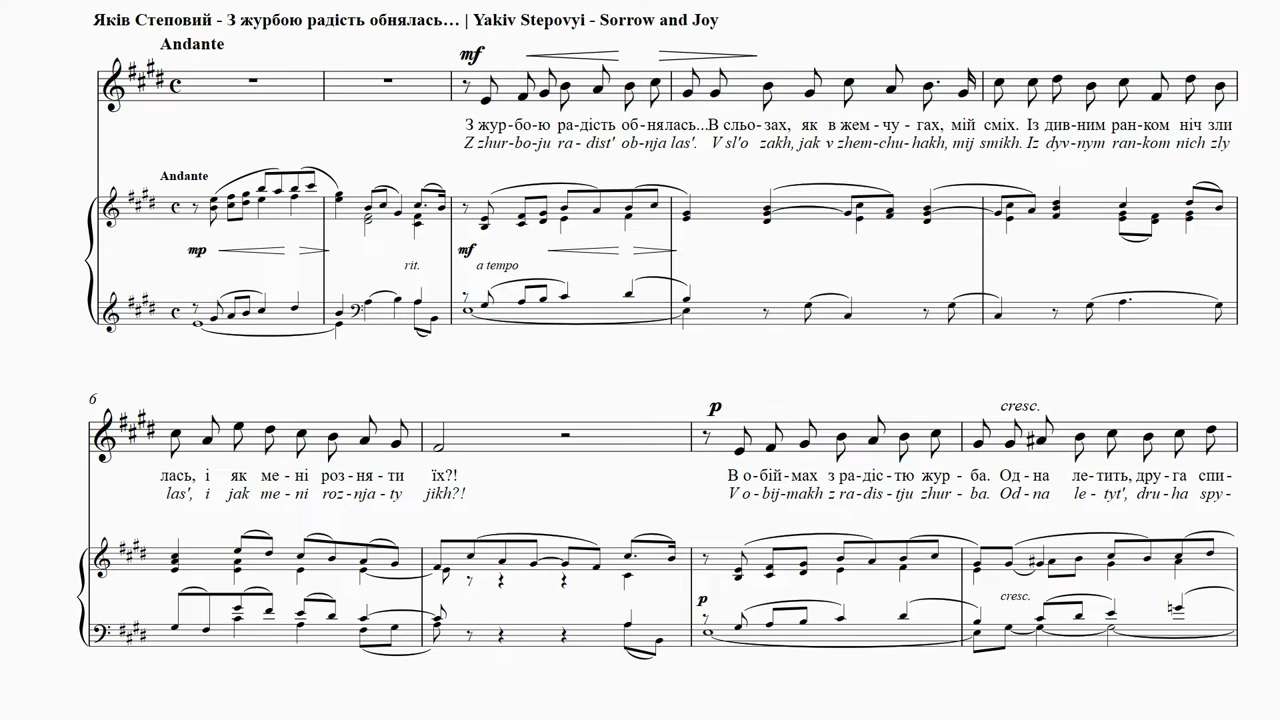 Яків Степовий - З журбою радість обнялась… | Yakiv Stepovyi - Sorrow and Joy
Andante
mf
З жур-бою ра-дість об-нялась...В сльо-зах, як в жем-чу-гах, мій сміх. Із див-ним ран-ком ніч зли
Z zhur-bo-ju ra-dist' ob-nja las'. V sl'o zakh, jak v zhem-chu-hakh, mij smikh. Iz dyv-nym ran-kom nich zly
Andante
mp mf
rit. a tempo
6
p cresc.
лась, і як ме-ні роз-ня-ти їх?! В о-бій-мах з ра-діс-тю жур-ба. Од-на ле-тить, дру-га спи-
las', i jak me-ni roz-nja-ty jikh?! V o-bij-makh z ra-dis-tju zhur-ba. Od-na le-tyt', dru-ha spy-
p cresc.